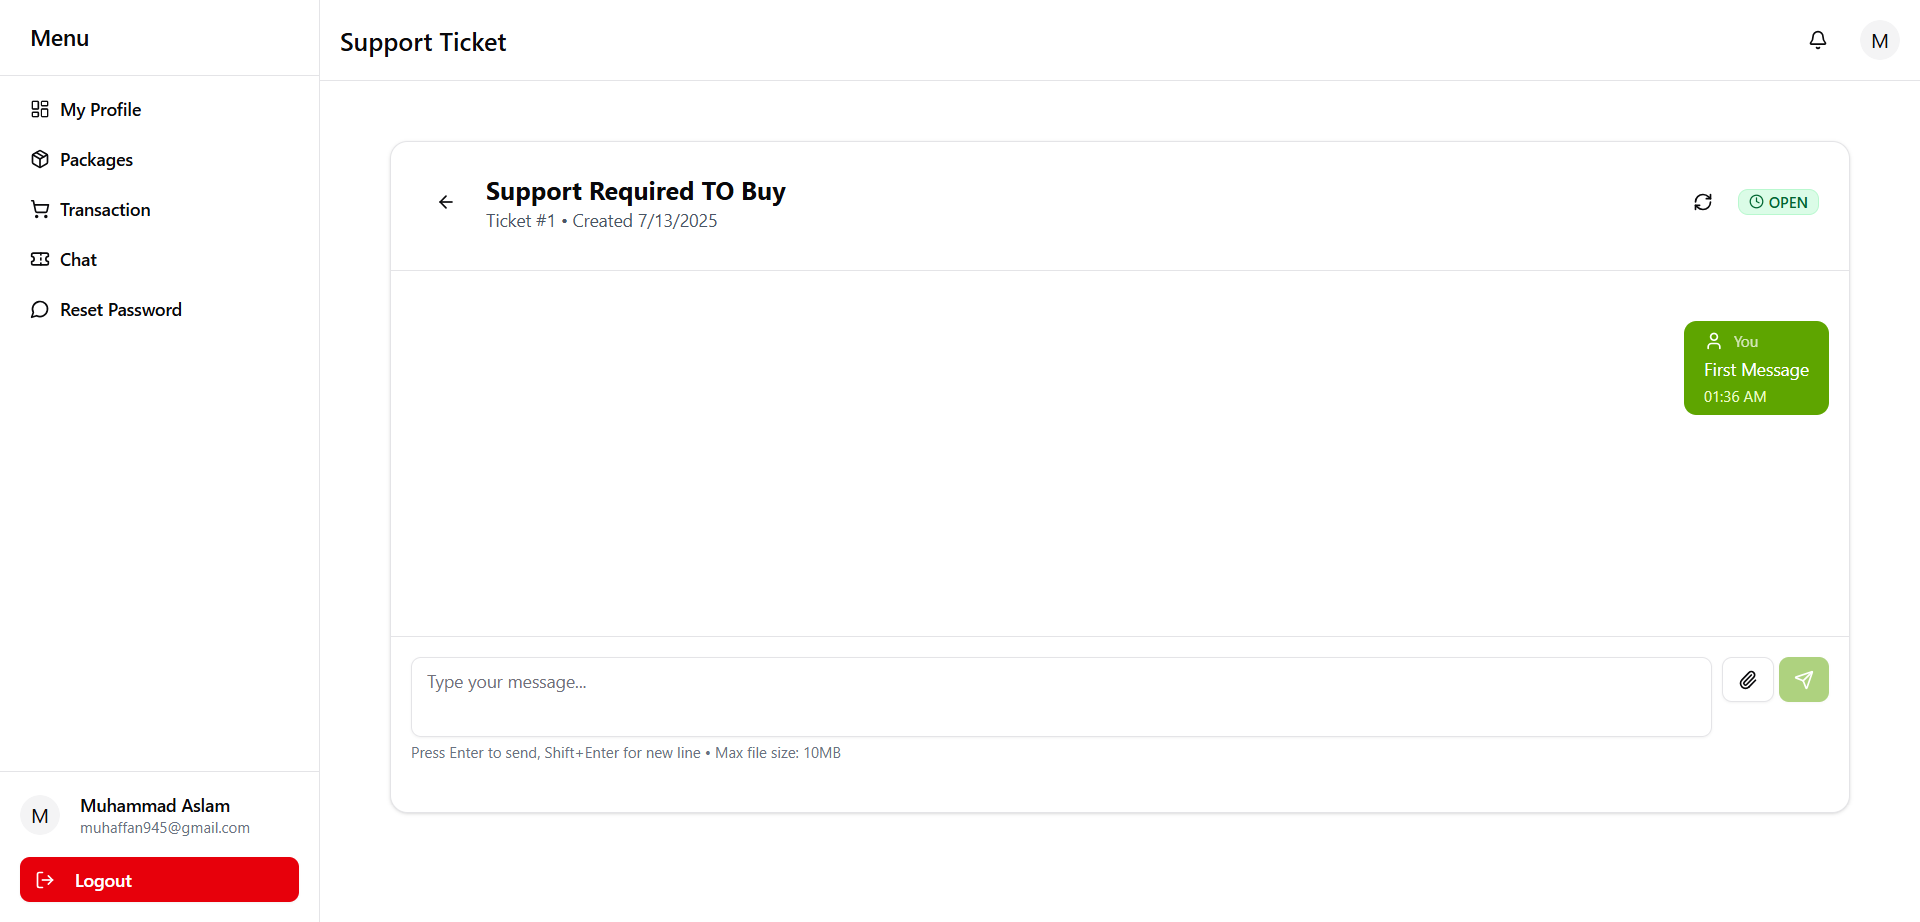 Menu
My Profile
Packages
Transaction
Chat
Reset Password
Muhammad Aslam
muhaffan945@gmail.com
M
Logout
Support Ticket
M
Support Required TO Buy
Ticket #1 • Created 7/13/2025
OPEN
You
First Message
01:36 AM
Type your message...
Press Enter to send, Shift+Enter for new line • Max file size: 10MB